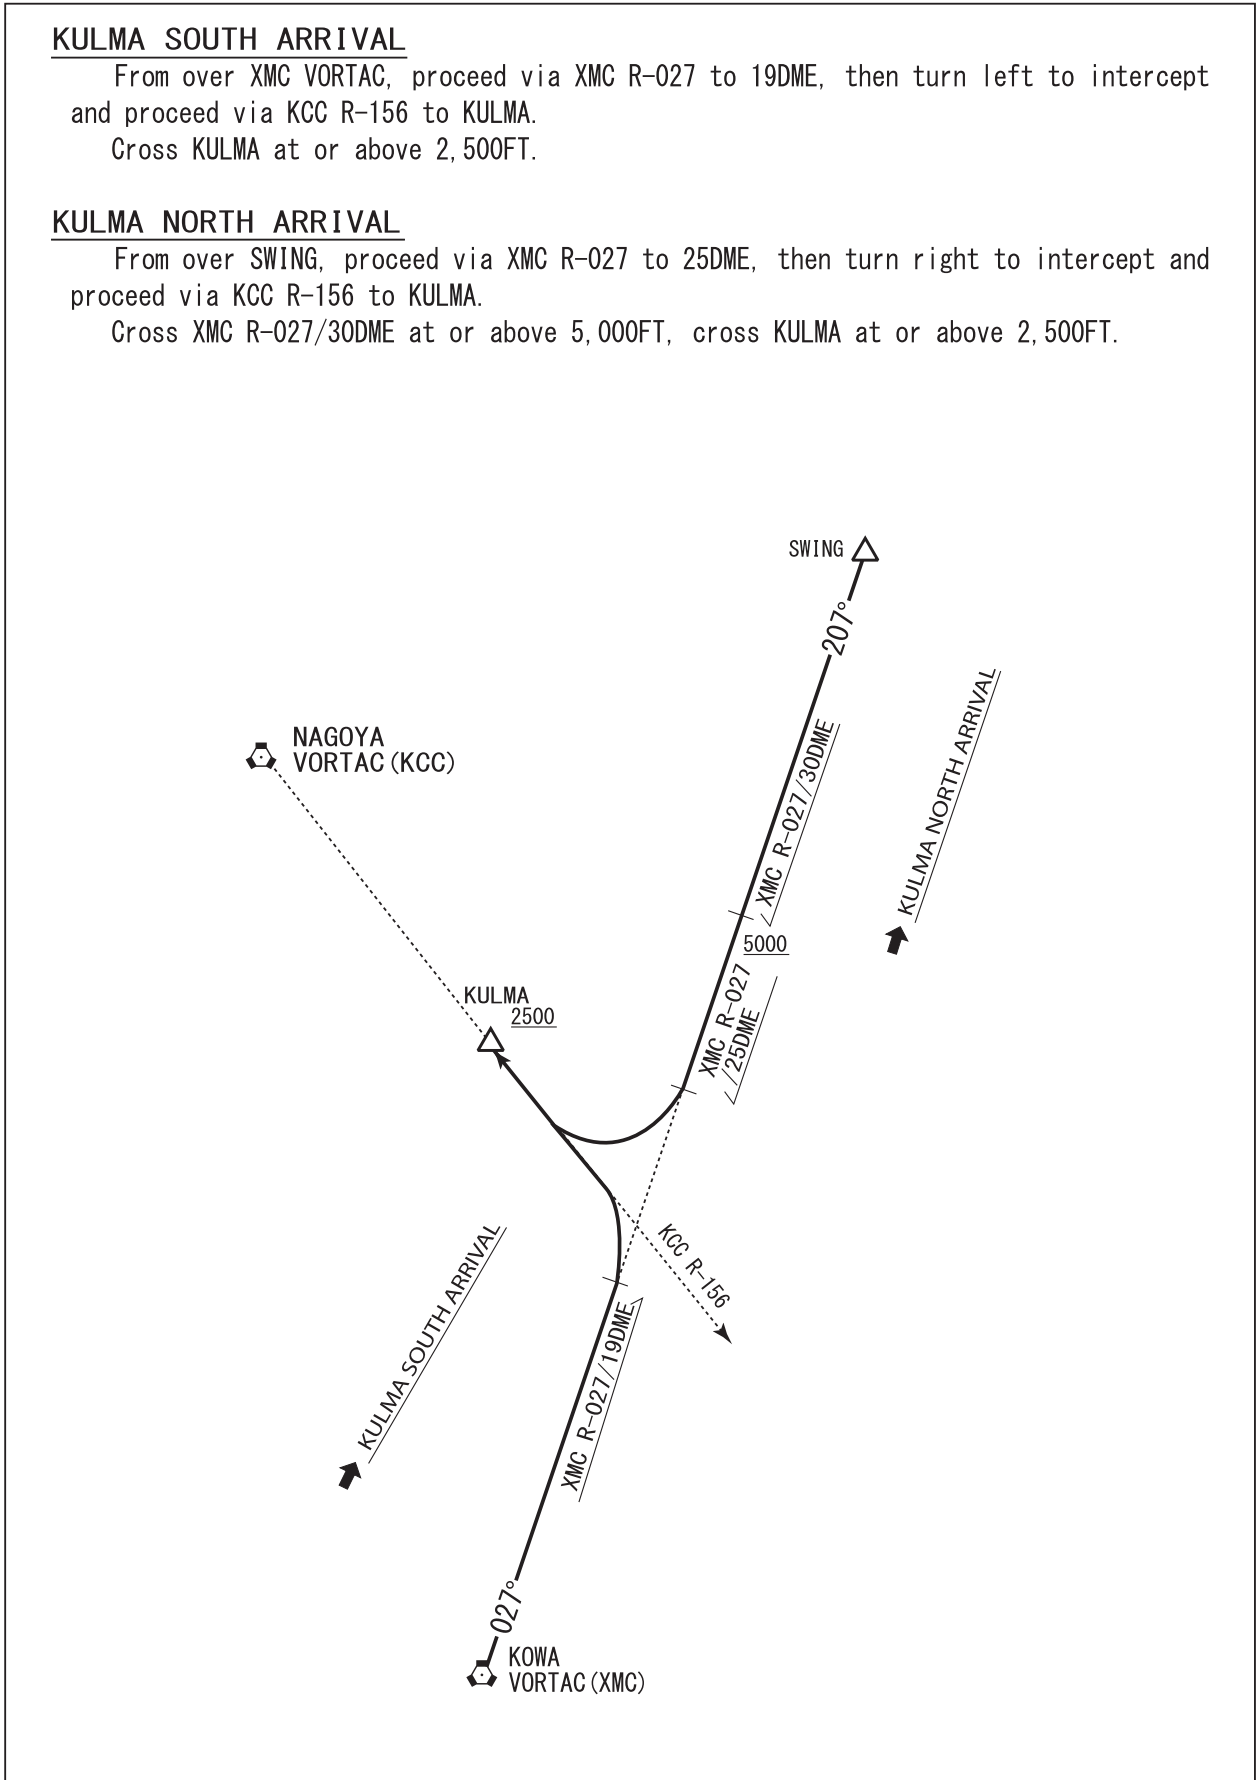 KULMA SOUTH ARRIVAL
From over XMC VORTAC, proceed via XMC R-027 to 19DME, then turn left to intercept
and proceed via KCC R-156 to KULMA.
Cross KULMA at or above 2,500FT.
KULMA NORTH ARRIVAL
From over SWING, proceed via XMC R-027 to 25DME, then turn right to intercept and
proceed via KCC R-156 to KULMA.
Cross XMC R-027/30DME at or above 5,000FT, cross KULMA at or above 2,500FT.
SWING
207°
KULMA NORTH ARRIVAL
NAGOYA
VORTAC(KCC)
XMC R-027/30DME
5000
KULMA
2500
XMC R-027
/25DME
KCC R-156
KULMA SOUTH ARRIVAL
XMC R-027/19DME
027°
KOWA
VORTAC(XMC)